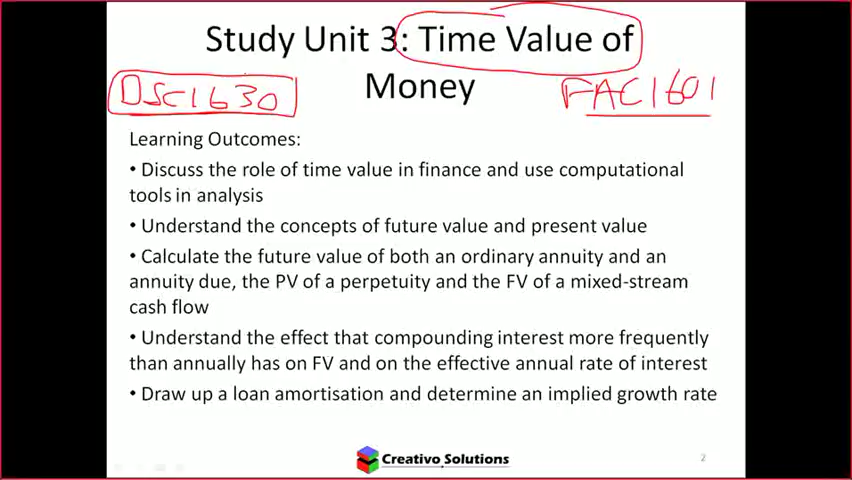 Study Unit 3: Time Value of
Money
DSC1630
FAC1601
Learning Outcomes:
• Discuss the role of time value in finance and use computational
tools in analysis
• Understand the concepts of future value and present value
• Calculate the future value of both an ordinary annuity and an
annuity due, the PV of a perpetuity and the FV of a mixed-stream
cash flow
• Understand the effect that compounding interest more frequently
than annually has on FV and on the effective annual rate of interest
• Draw up a loan amortisation and determine an implied growth rate
Creativo Solutions
2